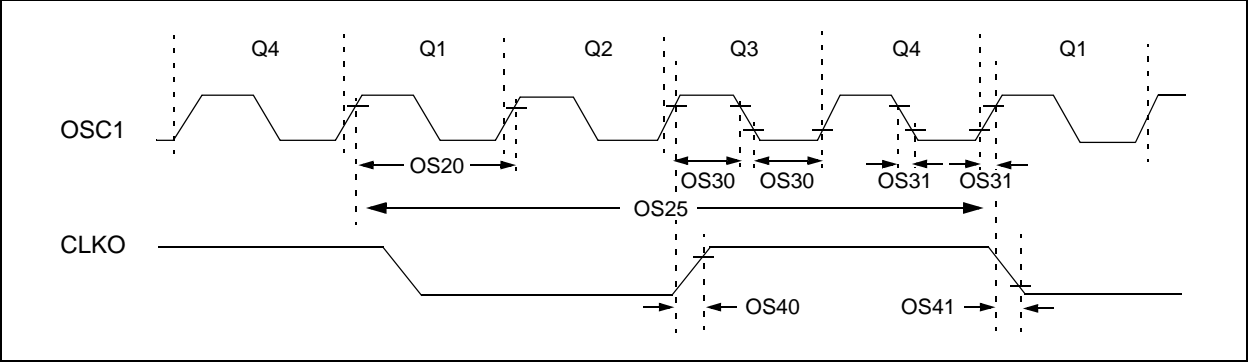 Q4 Q1 Q2 Q3 Q4 Q1
OSC1
OS20
OS30 OS30 OS31 OS31
OS25
CLKO
OS40 OS41